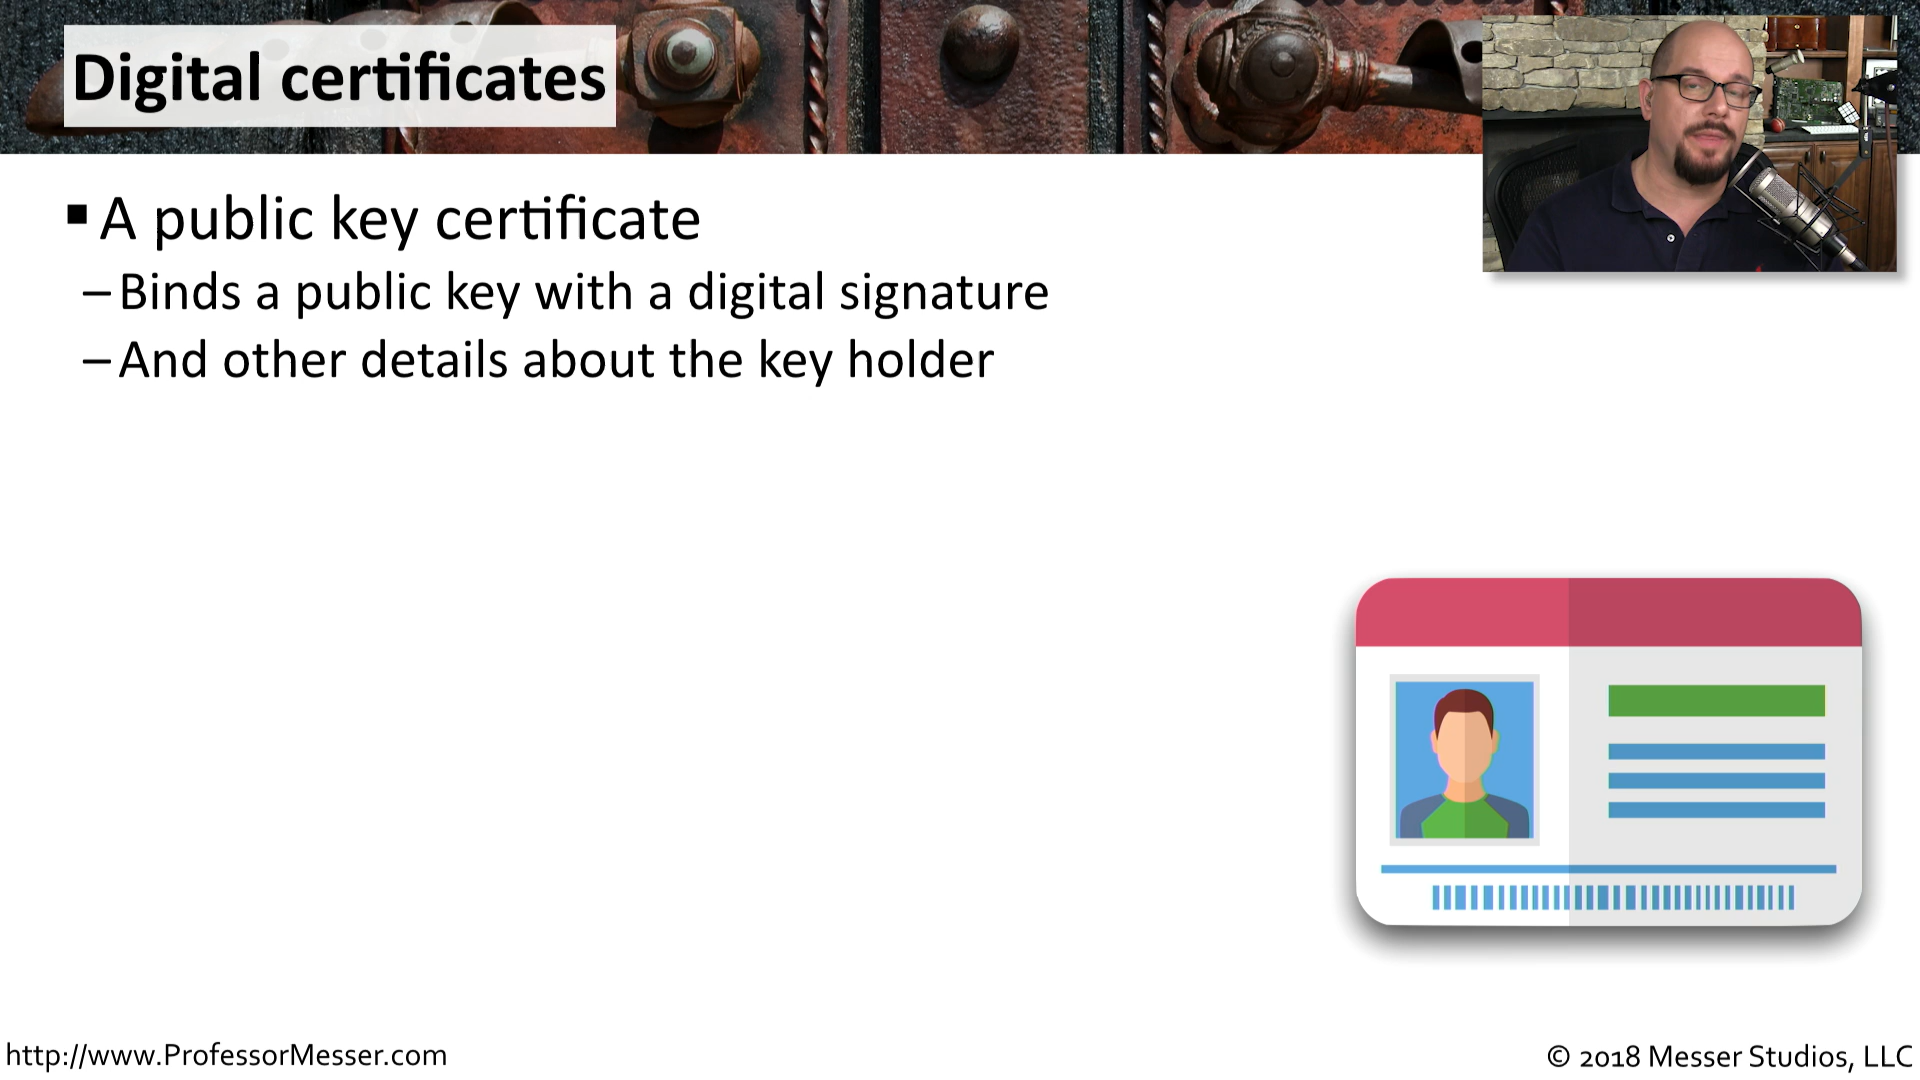 Digital certificates
▪ A public key certificate
– Binds a public key with a digital signature
– And other details about the key holder
http://www.ProfessorMesser.com
© 2018 Messer Studios, LLC